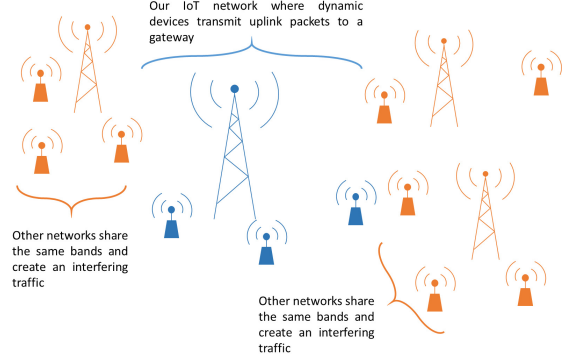 Our IoT network where dynamic
devices transmit uplink packets to a
gateway
Other networks share
the same bands and
create an interfering
traffic
Other networks share
the same bands and
create an interfering
traffic